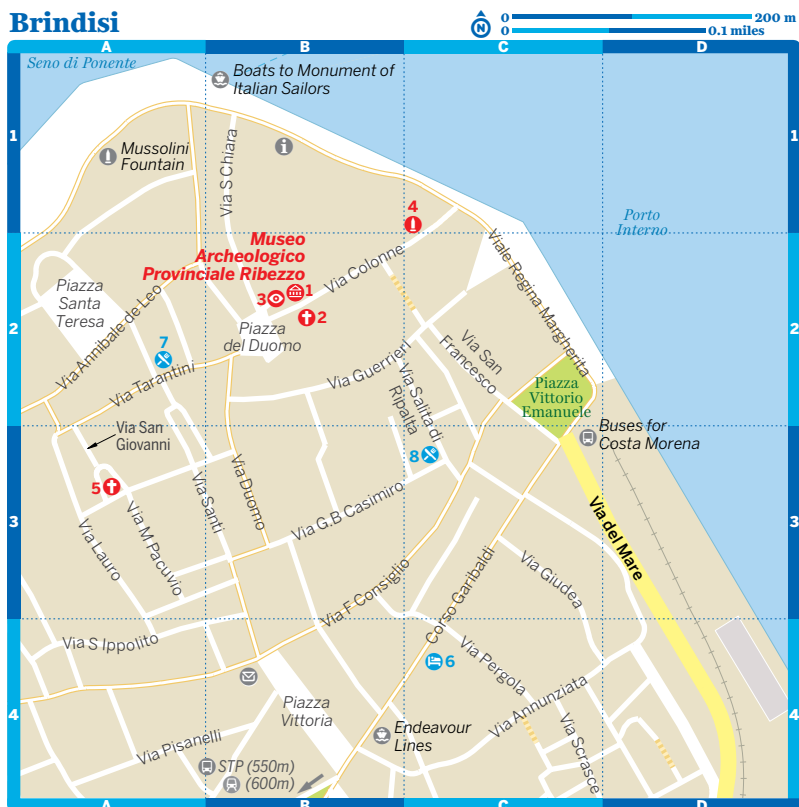 Brindisi
N
0
200 m
0
0.1 miles
A
B
C
D
Seno di Ponente
Boats to Monument of
Italian Sailors
1
1
Mussolini
Fountain
Via S Chiara
4
Porto
Interno
Museo
Archeologico
Provinciale Ribezzo
1
3
2
Via Colonne
Viale Regina Margherita
Piazza
Santa
Teresa
Via Annibale de Leo
2
2
7
Piazza
del Duomo
Via San
Francesco
Via Guerrieri
Via Tarantini
Via Salita di
Ripalta
Piazza
Vittorio
Emanuele
Via San
Giovanni
Buses for
Costa Morena
8
5
Via Duomo
Via Santi
Via M Pacuvio
Via Lauro
Via G.B Casimiro
Via del Mare
3
3
Via F Consiglio
Corso Garibaldi
Via Giudea
Via S Ippolito
6
Via Pergola
Via Annunziata
Piazza
Vittoria
4
4
Endeavour
Lines
Via Pisanelli
Via Scrasce
STP (550m)
(600m)
A
B
C
D